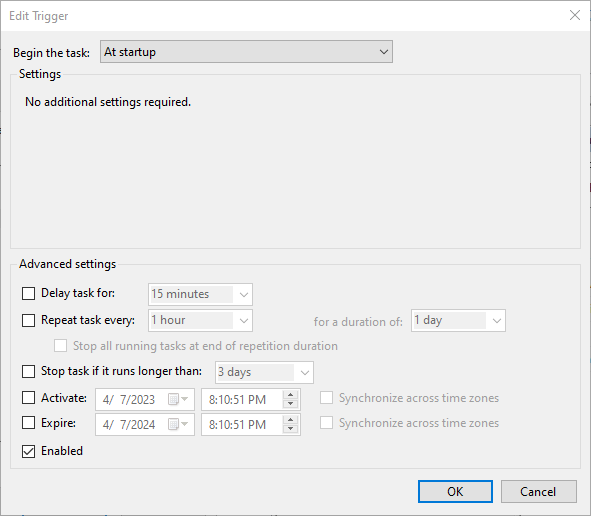 Edit Trigger
Begin the task: At startup
Settings
No additional settings required.
Advanced settings
Delay task for: 15 minutes
Repeat task every: 1 hour for a duration of: 1 day
Stop all running tasks at end of repetition duration
Stop task if it runs longer than: 3 days
Activate: 4/ 7/2023 8:10:51 PM Synchronize across time zones
Expire: 4/ 7/2024 8:10:51 PM Synchronize across time zones
Enabled
OK Cancel